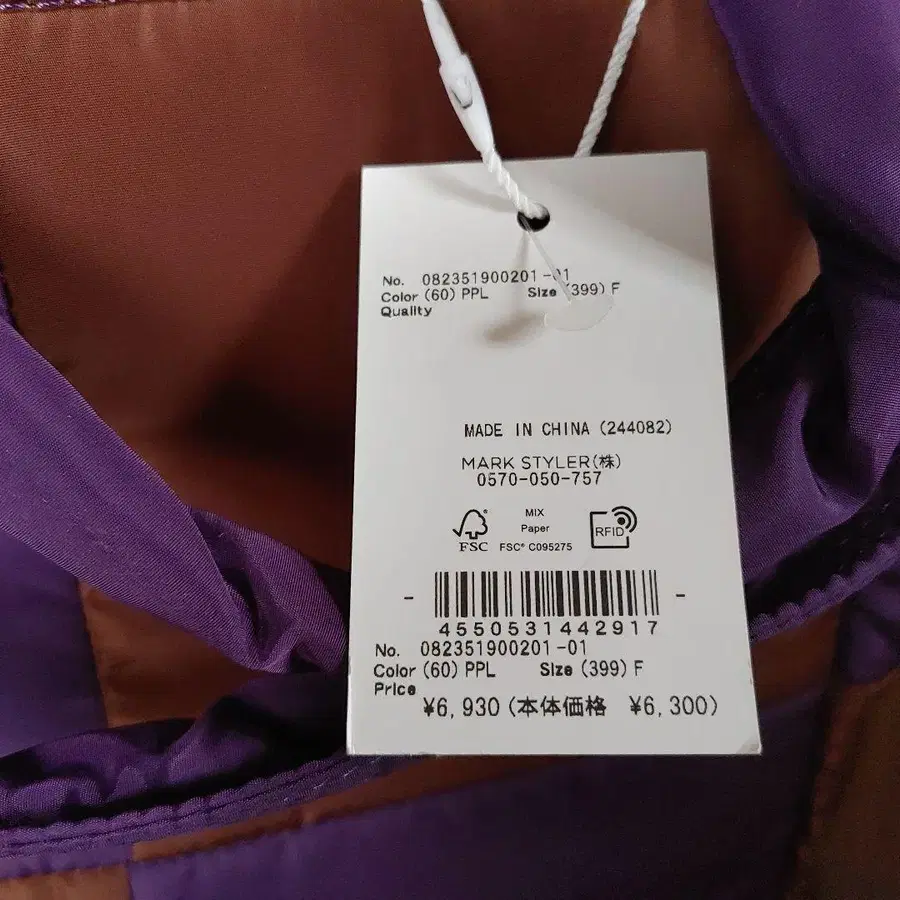 No. 082351900201-01
Color (60) PPL Size (399) F
Quality
MADE IN CHINA (244082)
MARK STYLER(株)
0570-050-757
FSC
MIX
Paper
FSC® C095275
RFID
4550531442917
No. 082351900201-01
Color (60) PPL Size (399) F
Price
¥6,930 (本体価格 ¥6,300)